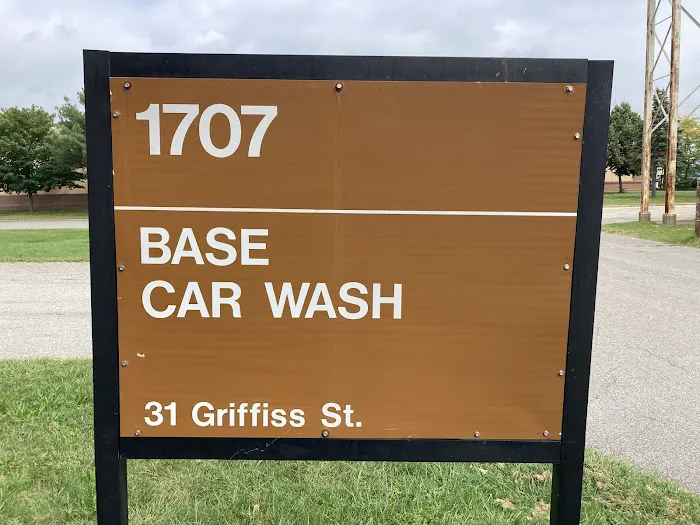 1707
BASE
CAR WASH
31 Griffiss St.